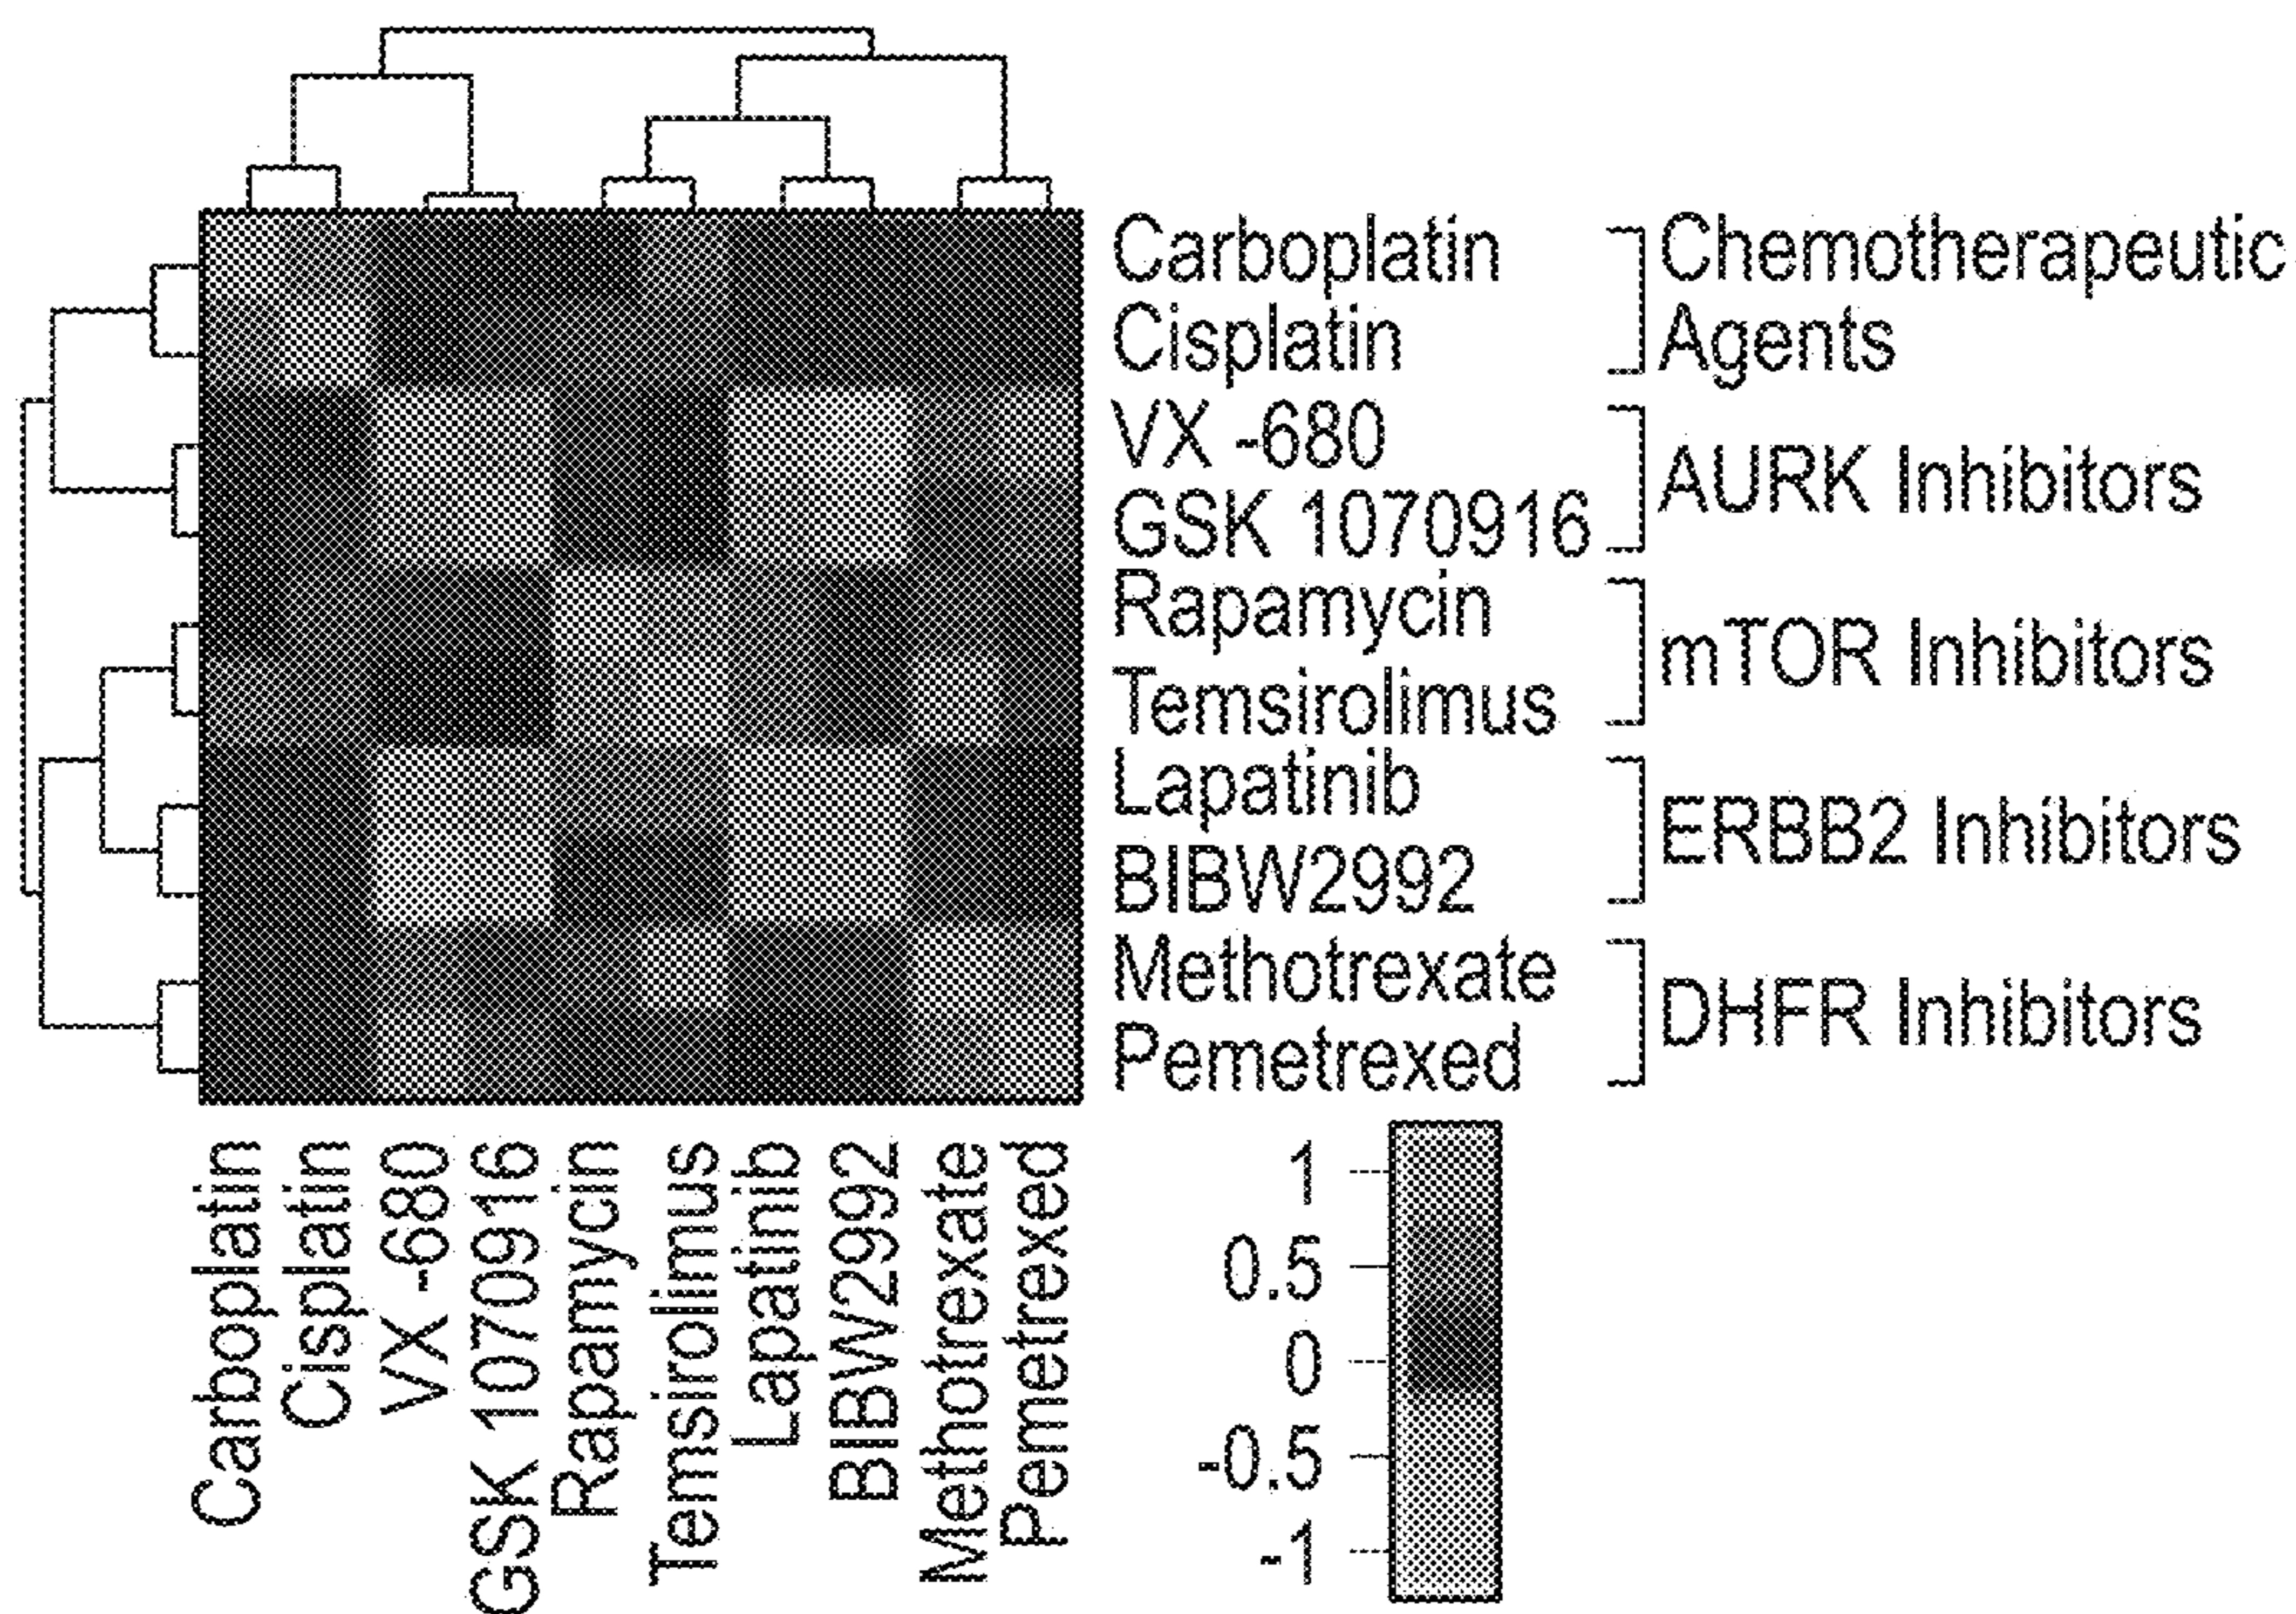 Carboplatin
Cisplatin
VX -680
GSK 1070916
Rapamycin
Temsirolimus
Lapatinib
BIBW2992
Methotrexate
Pemetrexed
Chemotherapeutic
Agents
AURK Inhibitors
mTOR Inhibitors
ERBB2 Inhibitors
DHFR Inhibitors
Carboplatin
Cisplatin
VX -680
GSK 1070916
Rapamycin
Temsirolimus
Lapatinib
BIBW2992
Methotrexate
Pemetrexed
1
0.5
0
-0.5
-1